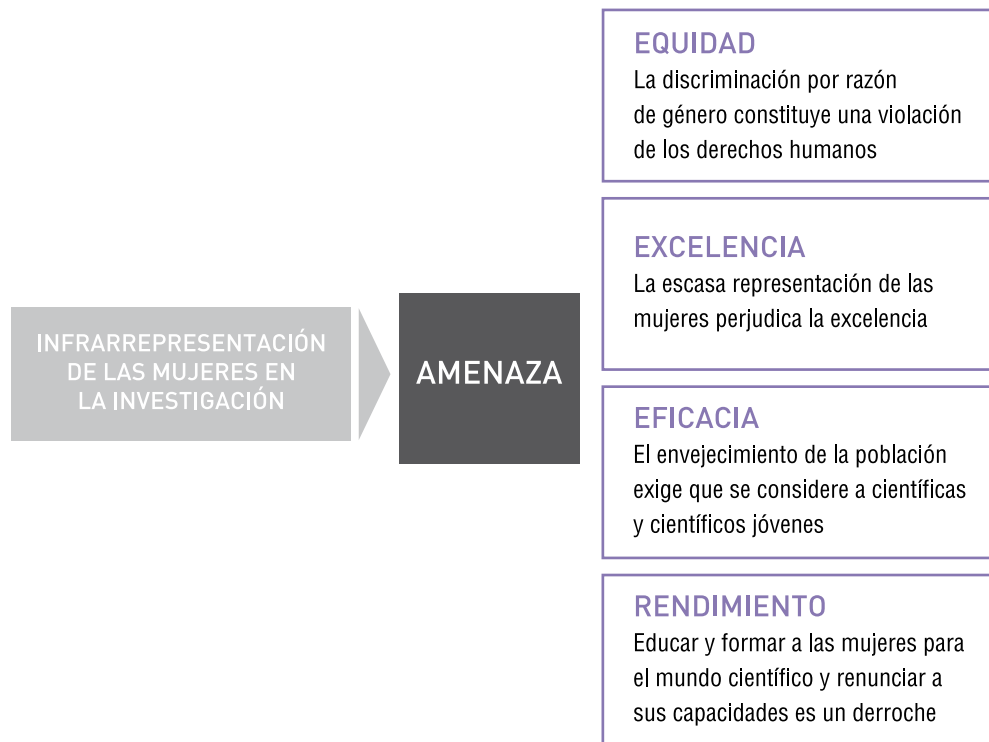 INFRARREPRESENTACIÓN
DE LAS MUJERES EN
LA INVESTIGACIÓN
AMENAZA
EQUIDAD
La discriminación por razón
de género constituye una violación
de los derechos humanos
EXCELENCIA
La escasa representación de las
mujeres perjudica la excelencia
EFICACIA
El envejecimiento de la población
exige que se considere a científicas
y científicos jóvenes
RENDIMIENTO
Educar y formar a las mujeres para
el mundo científico y renunciar a
sus capacidades es un derroche